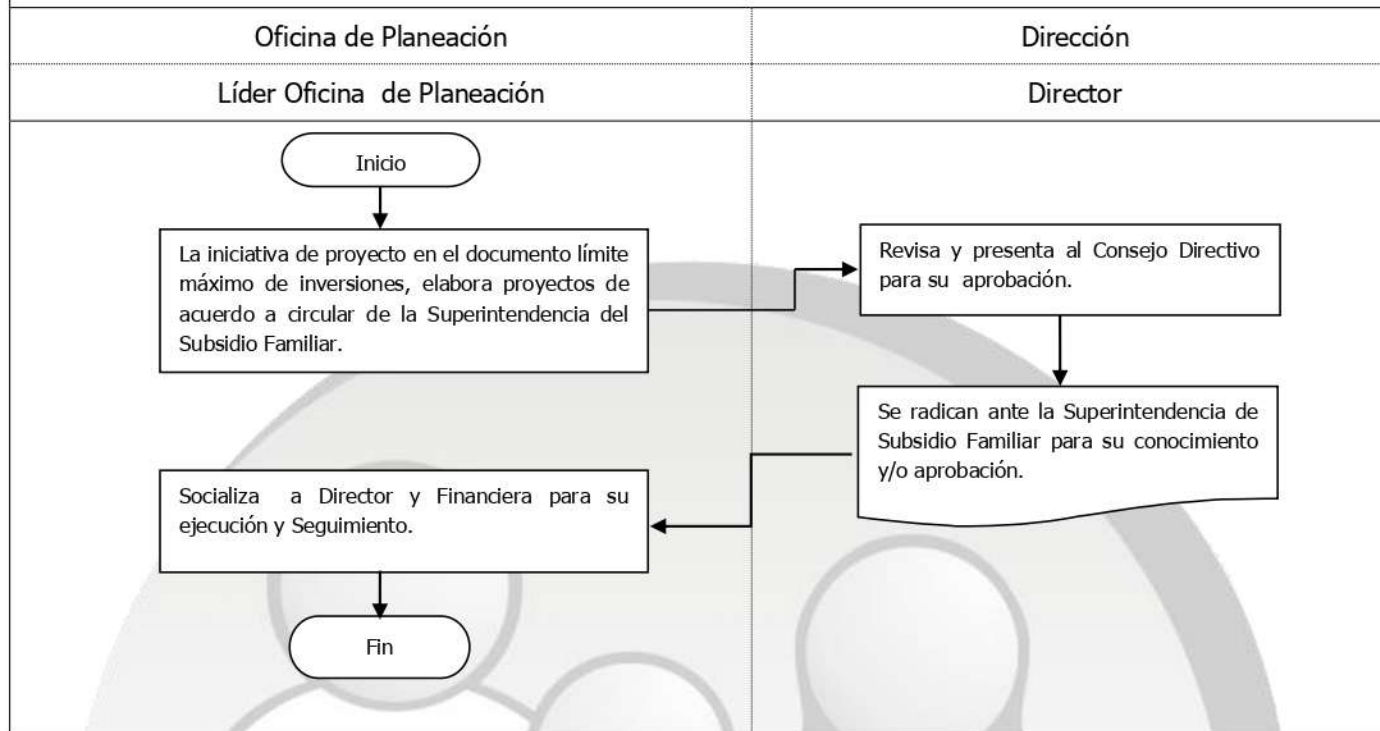 Oficina de Planeación
Dirección
Líder Oficina de Planeación
Director
Inicio
La iniciativa de proyecto en el documento límite
máximo de inversiones, elabora proyectos de
acuerdo a circular de la Superintendencia del
Subsidio Familiar.
Revisa y presenta al Consejo Directivo
para su aprobación.
Se radican ante la Superintendencia de
Subsidio Familiar para su conocimiento
y/o aprobación.
Socializa a Director y Financiera para su
ejecución y Seguimiento.
Fin